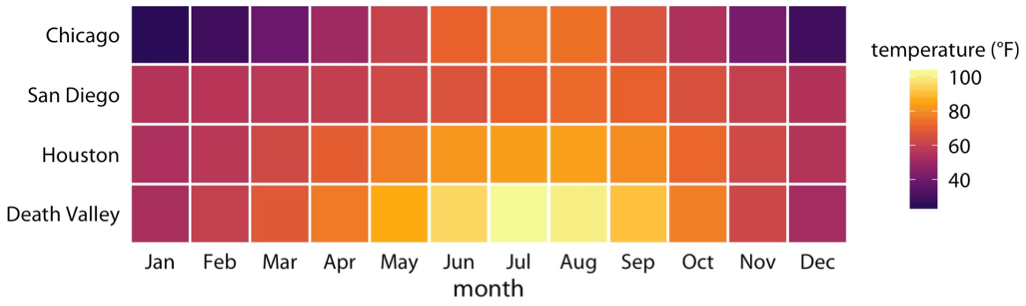 Chicago
San Diego
Houston
Death Valley
Jan Feb Mar Apr May Jun Jul Aug Sep Oct Nov Dec
month
temperature (°F)
100
80
60
40